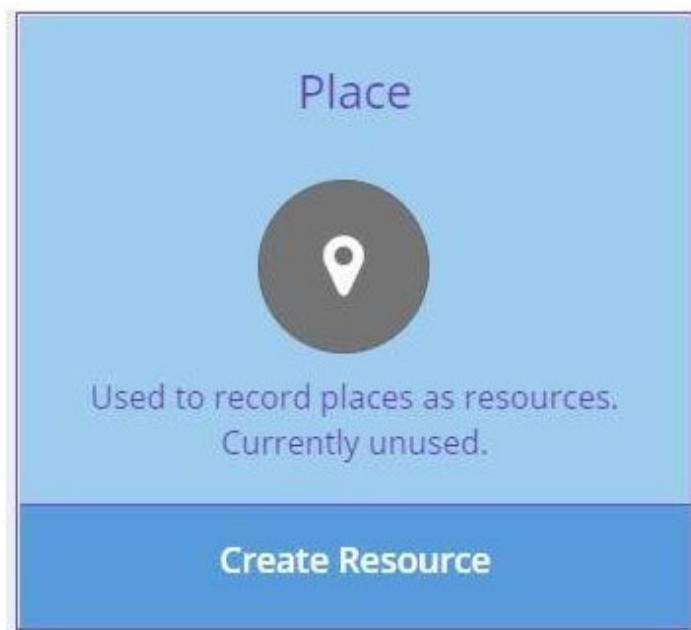 Place
Used to record places as resources.
Currently unused.
Create Resource